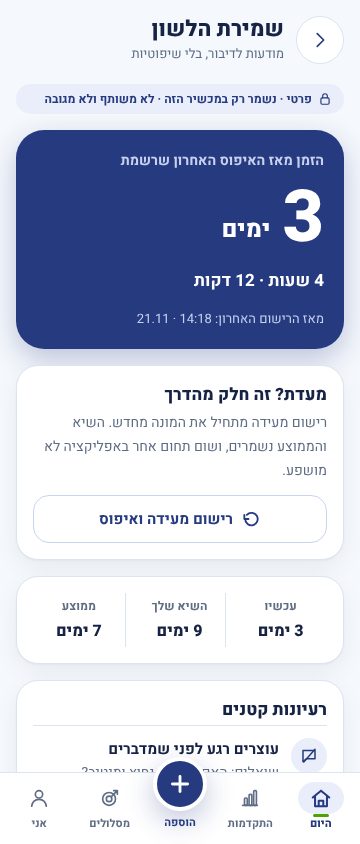 שמירת הלשון
מודעות לדיבור, בלי שיפוטיות
פרטי · נשמר רק במכשיר הזה · לא משותף ולא מגובה
הזמן מאז האיפוס האחרון שרשמת
3 ימים
4 שעות · 12 דקות
מאז הרישום האחרון: 14:18 · 21.11
מעדת? זה חלק מהדרך
רישום מעידה מתחיל את המונה מחדש. השיא
והממוצע נשמרים, ושום תחום אחר באפליקציה לא
מושפע.
רישום מעידה ואיפוס
עכשיו
השיא שלך
ממוצע
3 ימים
9 ימים
7 ימים
רעיונות קטנים
עוצרים רגע לפני שמדברים
היום
התקדמות
הוספה
מסלולים
אני